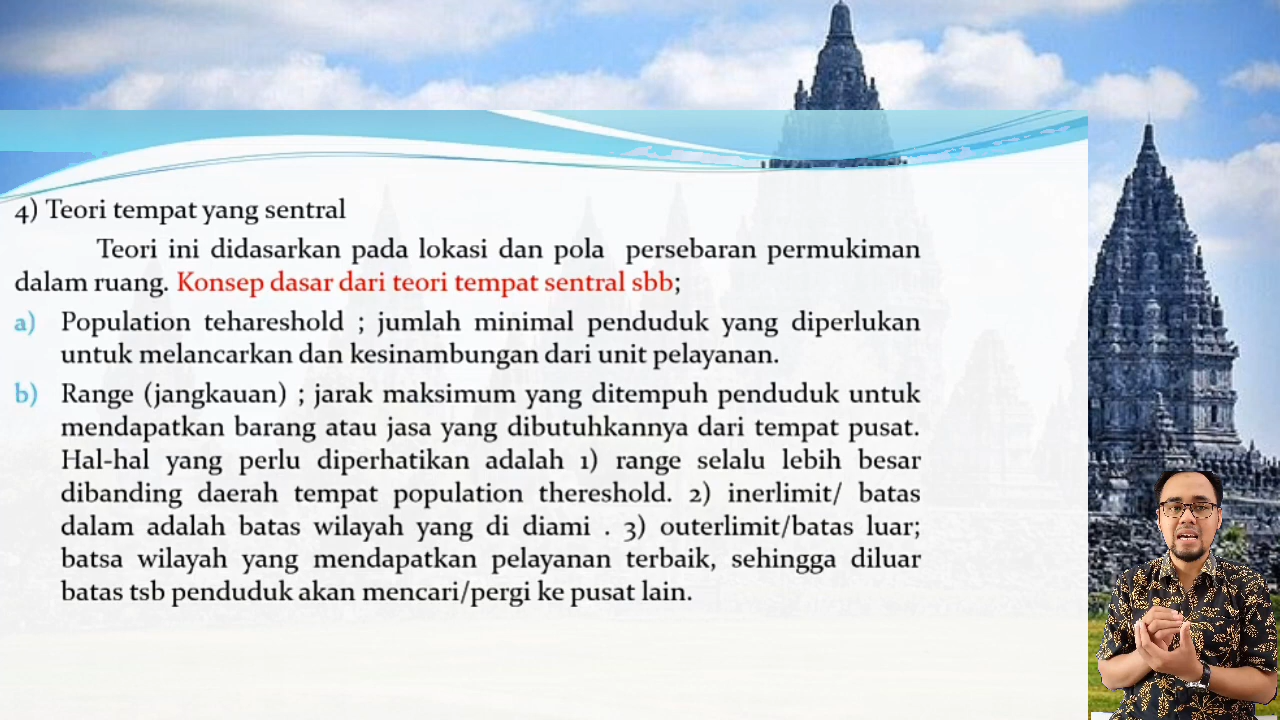 4) Teori tempat yang sentral
Teori ini didasarkan pada lokasi dan pola persebaran permukiman
dalam ruang. Konsep dasar dari teori tempat sentral sbb;
a) Population tehareshold ; jumlah minimal penduduk yang diperlukan
untuk melancarkan dan kesinambungan dari unit pelayanan.
b) Range (jangkauan) ; jarak maksimum yang ditempuh penduduk untuk
mendapatkan barang atau jasa yang dibutuhkannya dari tempat pusat.
Hal-hal yang perlu diperhatikan adalah 1) range selalu lebih besar
dibanding daerah tempat population thereshold. 2) inerlimit/ batas
dalam adalah batas wilayah yang di diami . 3) outerlimit/batas luar;
batsa wilayah yang mendapatkan pelayanan terbaik, sehingga diluar
batas tsb penduduk akan mencari/pergi ke pusat lain.